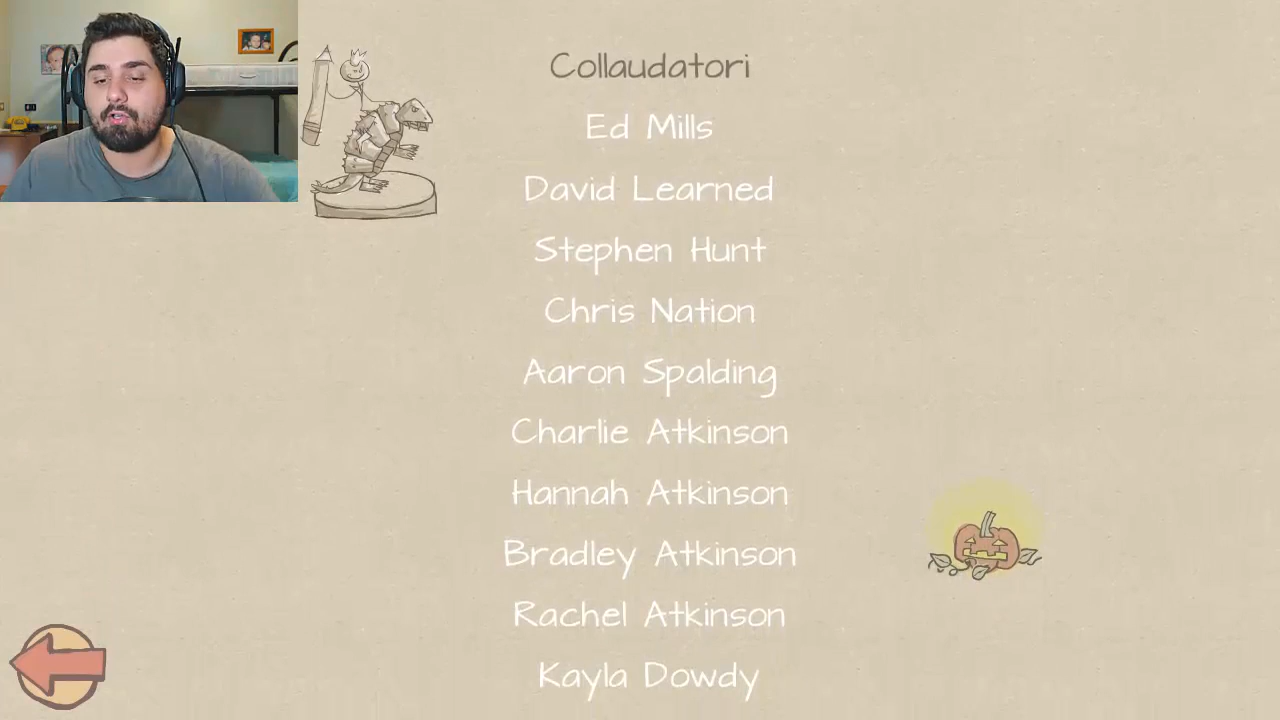 Collaudatori
Ed Mills
David Learned
Stephen Hunt
Chris Nation
Aaron Spalding
Charlie Atkinson
Hannah Atkinson
Bradley Atkinson
Rachel Atkinson
Kayla Dowdy